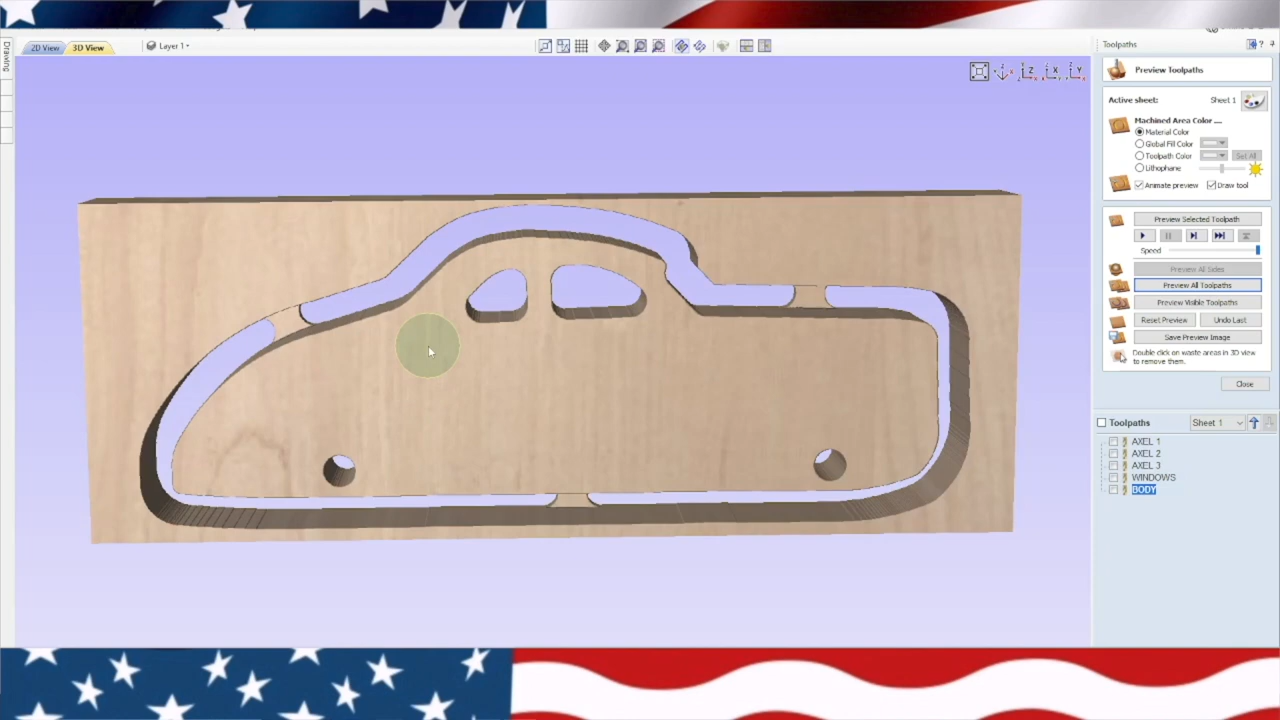 Drawing
2D View
3D View
Layer 1
Z
X
Y
Toolpaths
?
Preview Toolpaths
Active sheet:
Sheet 1
Machined Area Color ....
Material Color
Global Fill Color
Toolpath Color
Set All
Lithophane
Animate preview
Draw tool
Preview Selected Toolpath
Speed
Preview All Sides
Preview All Toolpaths
Preview Visible Toolpaths
Reset Preview
Undo Last
Save Preview Image
Double click on waste areas in 3D view
to remove them.
Close
Toolpaths
Sheet 1
AXEL 1
AXEL 2
AXEL 3
WINDOWS
BODY